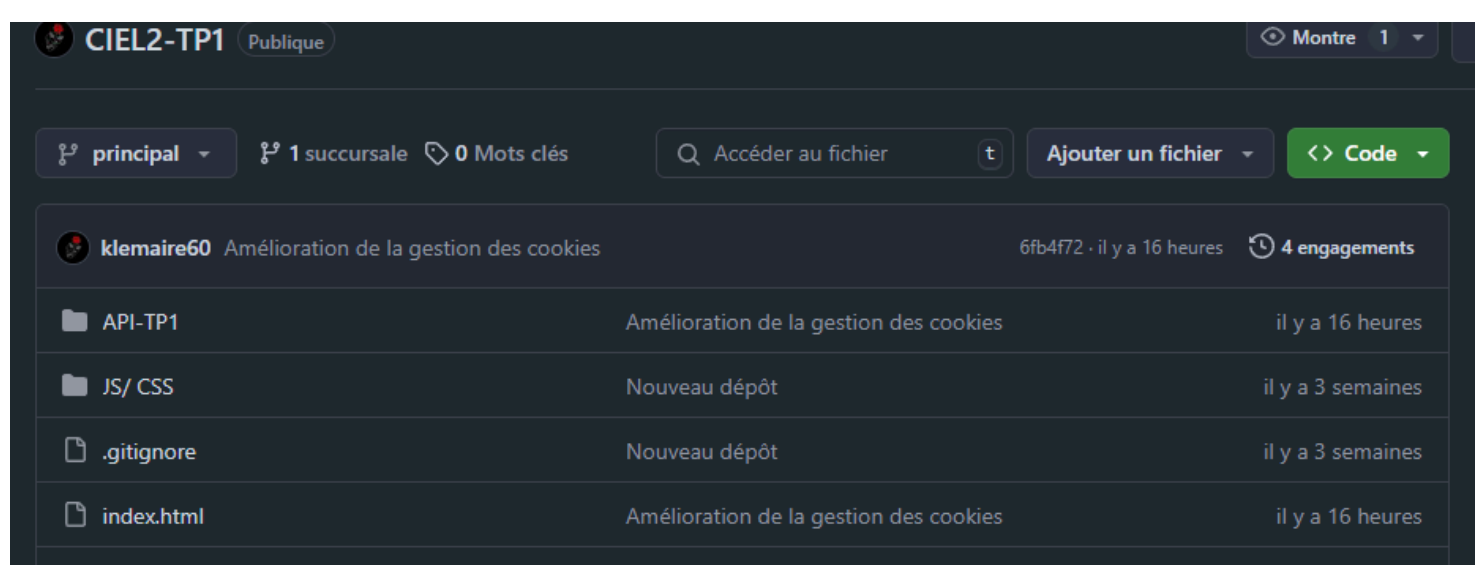 CIEL2-TP1 Publique Montre 1
principal 1 succursale 0 Mots clés Accéder au fichier t Ajouter un fichier <> Code
klemaire60 Amélioration de la gestion des cookies 6fb4f72 · il y a 16 heures 4 engagements
API-TP1 Amélioration de la gestion des cookies il y a 16 heures
JS/ CSS Nouveau dépôt il y a 3 semaines
.gitignore Nouveau dépôt il y a 3 semaines
index.html Amélioration de la gestion des cookies il y a 16 heures